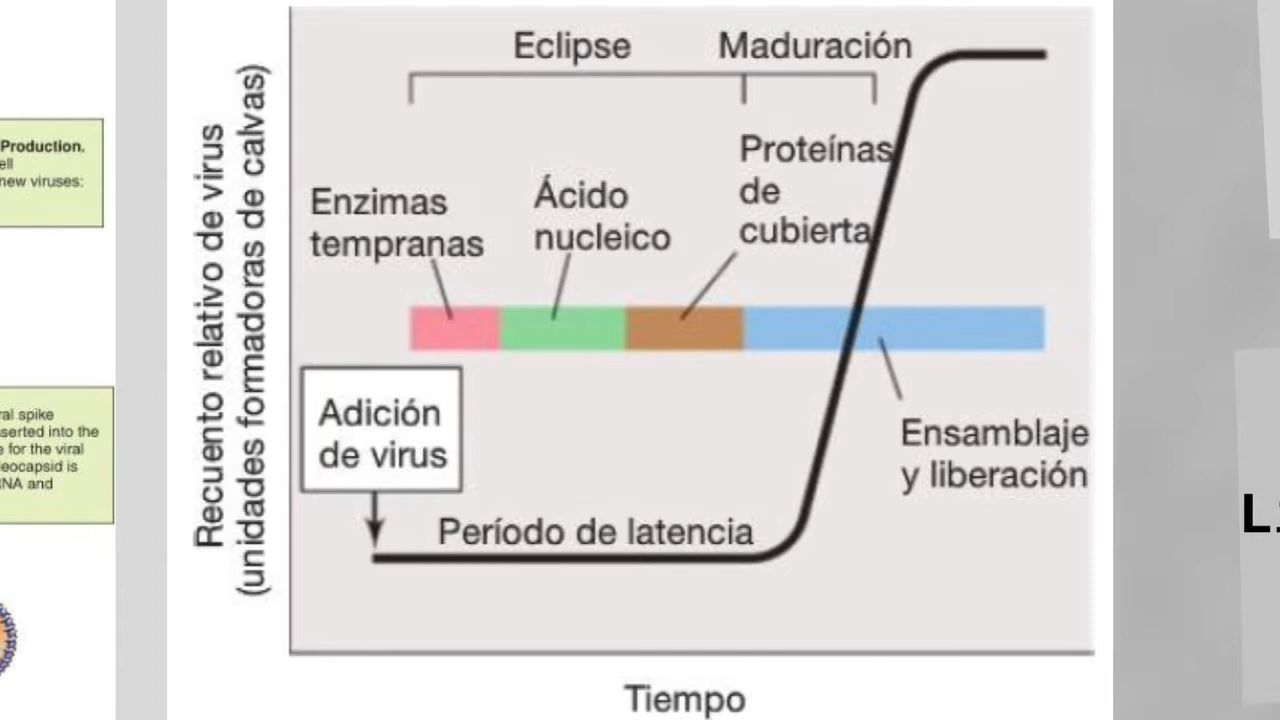 Production.
ell
new viruses:
ral spike
serted into the
e for the viral
eocapsid is
RNA and
Recuento relativo de virus
(unidades formadoras de calvas)
Eclipse
Maduración
Enzimas
tempranas
Ácido
nucleico
Proteínas
de
cubierta
Adición
de virus
Período de latencia
Ensamblaje
y liberación
Tiempo